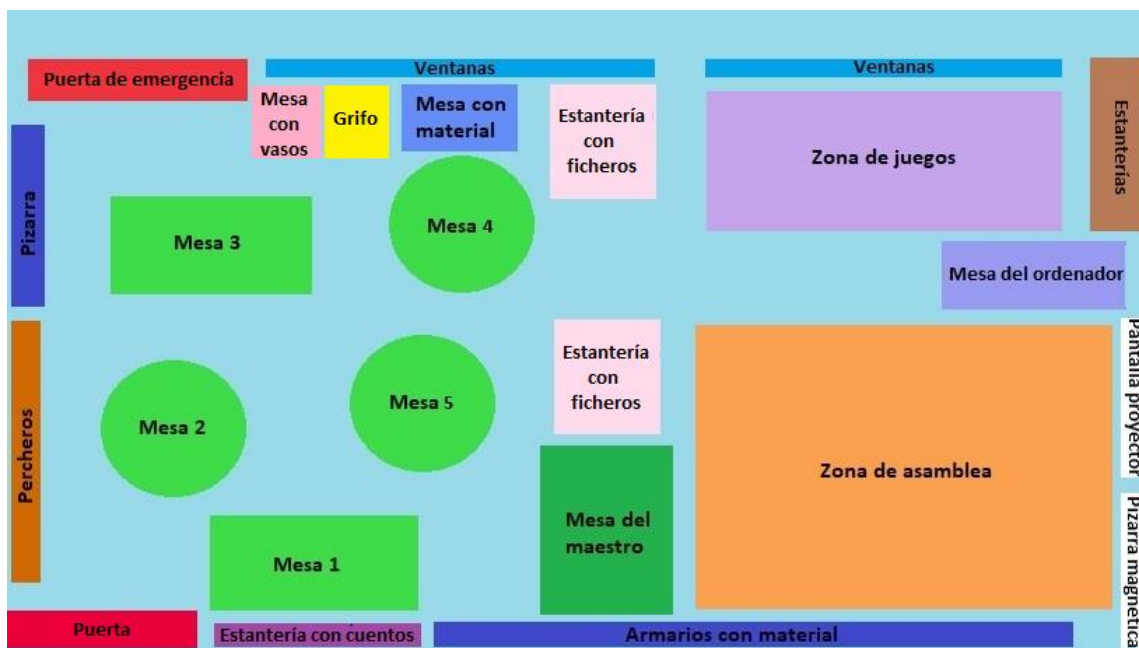 Puerta de emergencia
Ventanas
Ventanas
Mesa
con
vasos
Grifo
Mesa con
material
Estantería
con
ficheros
Zona de juegos
Estanterías
Pizarra
Mesa 3
Mesa 4
Mesa del ordenador
Percheros
Mesa 2
Mesa 5
Estantería
con
ficheros
Zona de asamblea
Pantalla proyector
Mesa 1
Mesa del
maestro
Pizarra magnética
Puerta
Estantería con cuentos
Armarios con material